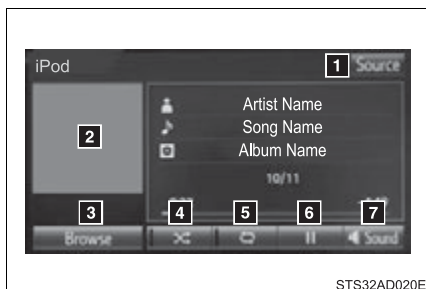 iPod
1 Source
Artist Name
Song Name
2
Album Name
10/11
3 4 5 6 7
Browse
Sound
STS32AD020E